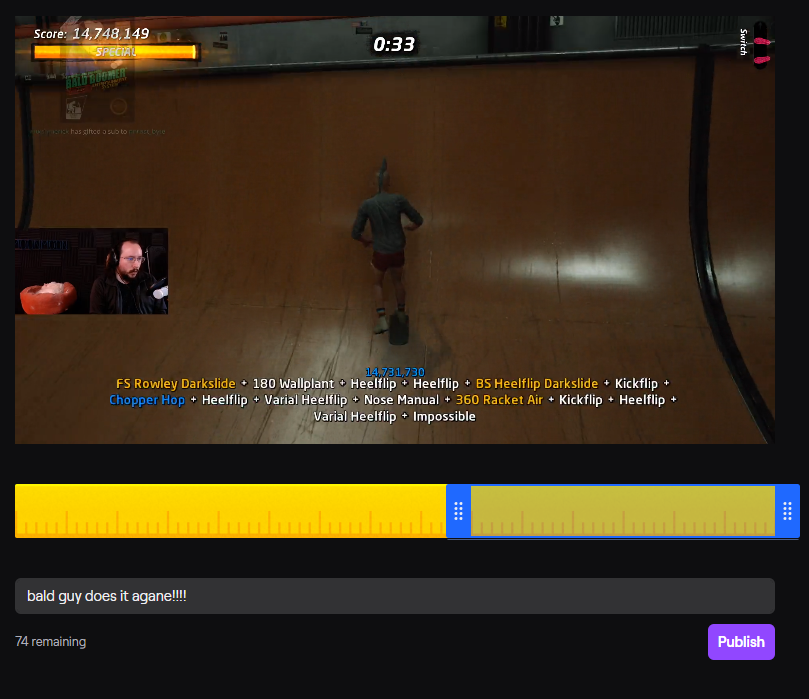 Score: 14,748,149
SPECIAL
0:33
Switch
BALD BOOMER
has gifted a sub to
14,731,730
FS Rowley Darkslide + 180 Wallplant + Heelflip + Heelflip + BS Heelflip Darkslide + Kickflip +
Chopper Hop + Heelflip + Varial Heelflip + Nose Manual + 360 Racket Air + Kickflip + Heelflip +
Varial Heelflip + Impossible
bald guy does it agane!!!!
74 remaining
Publish